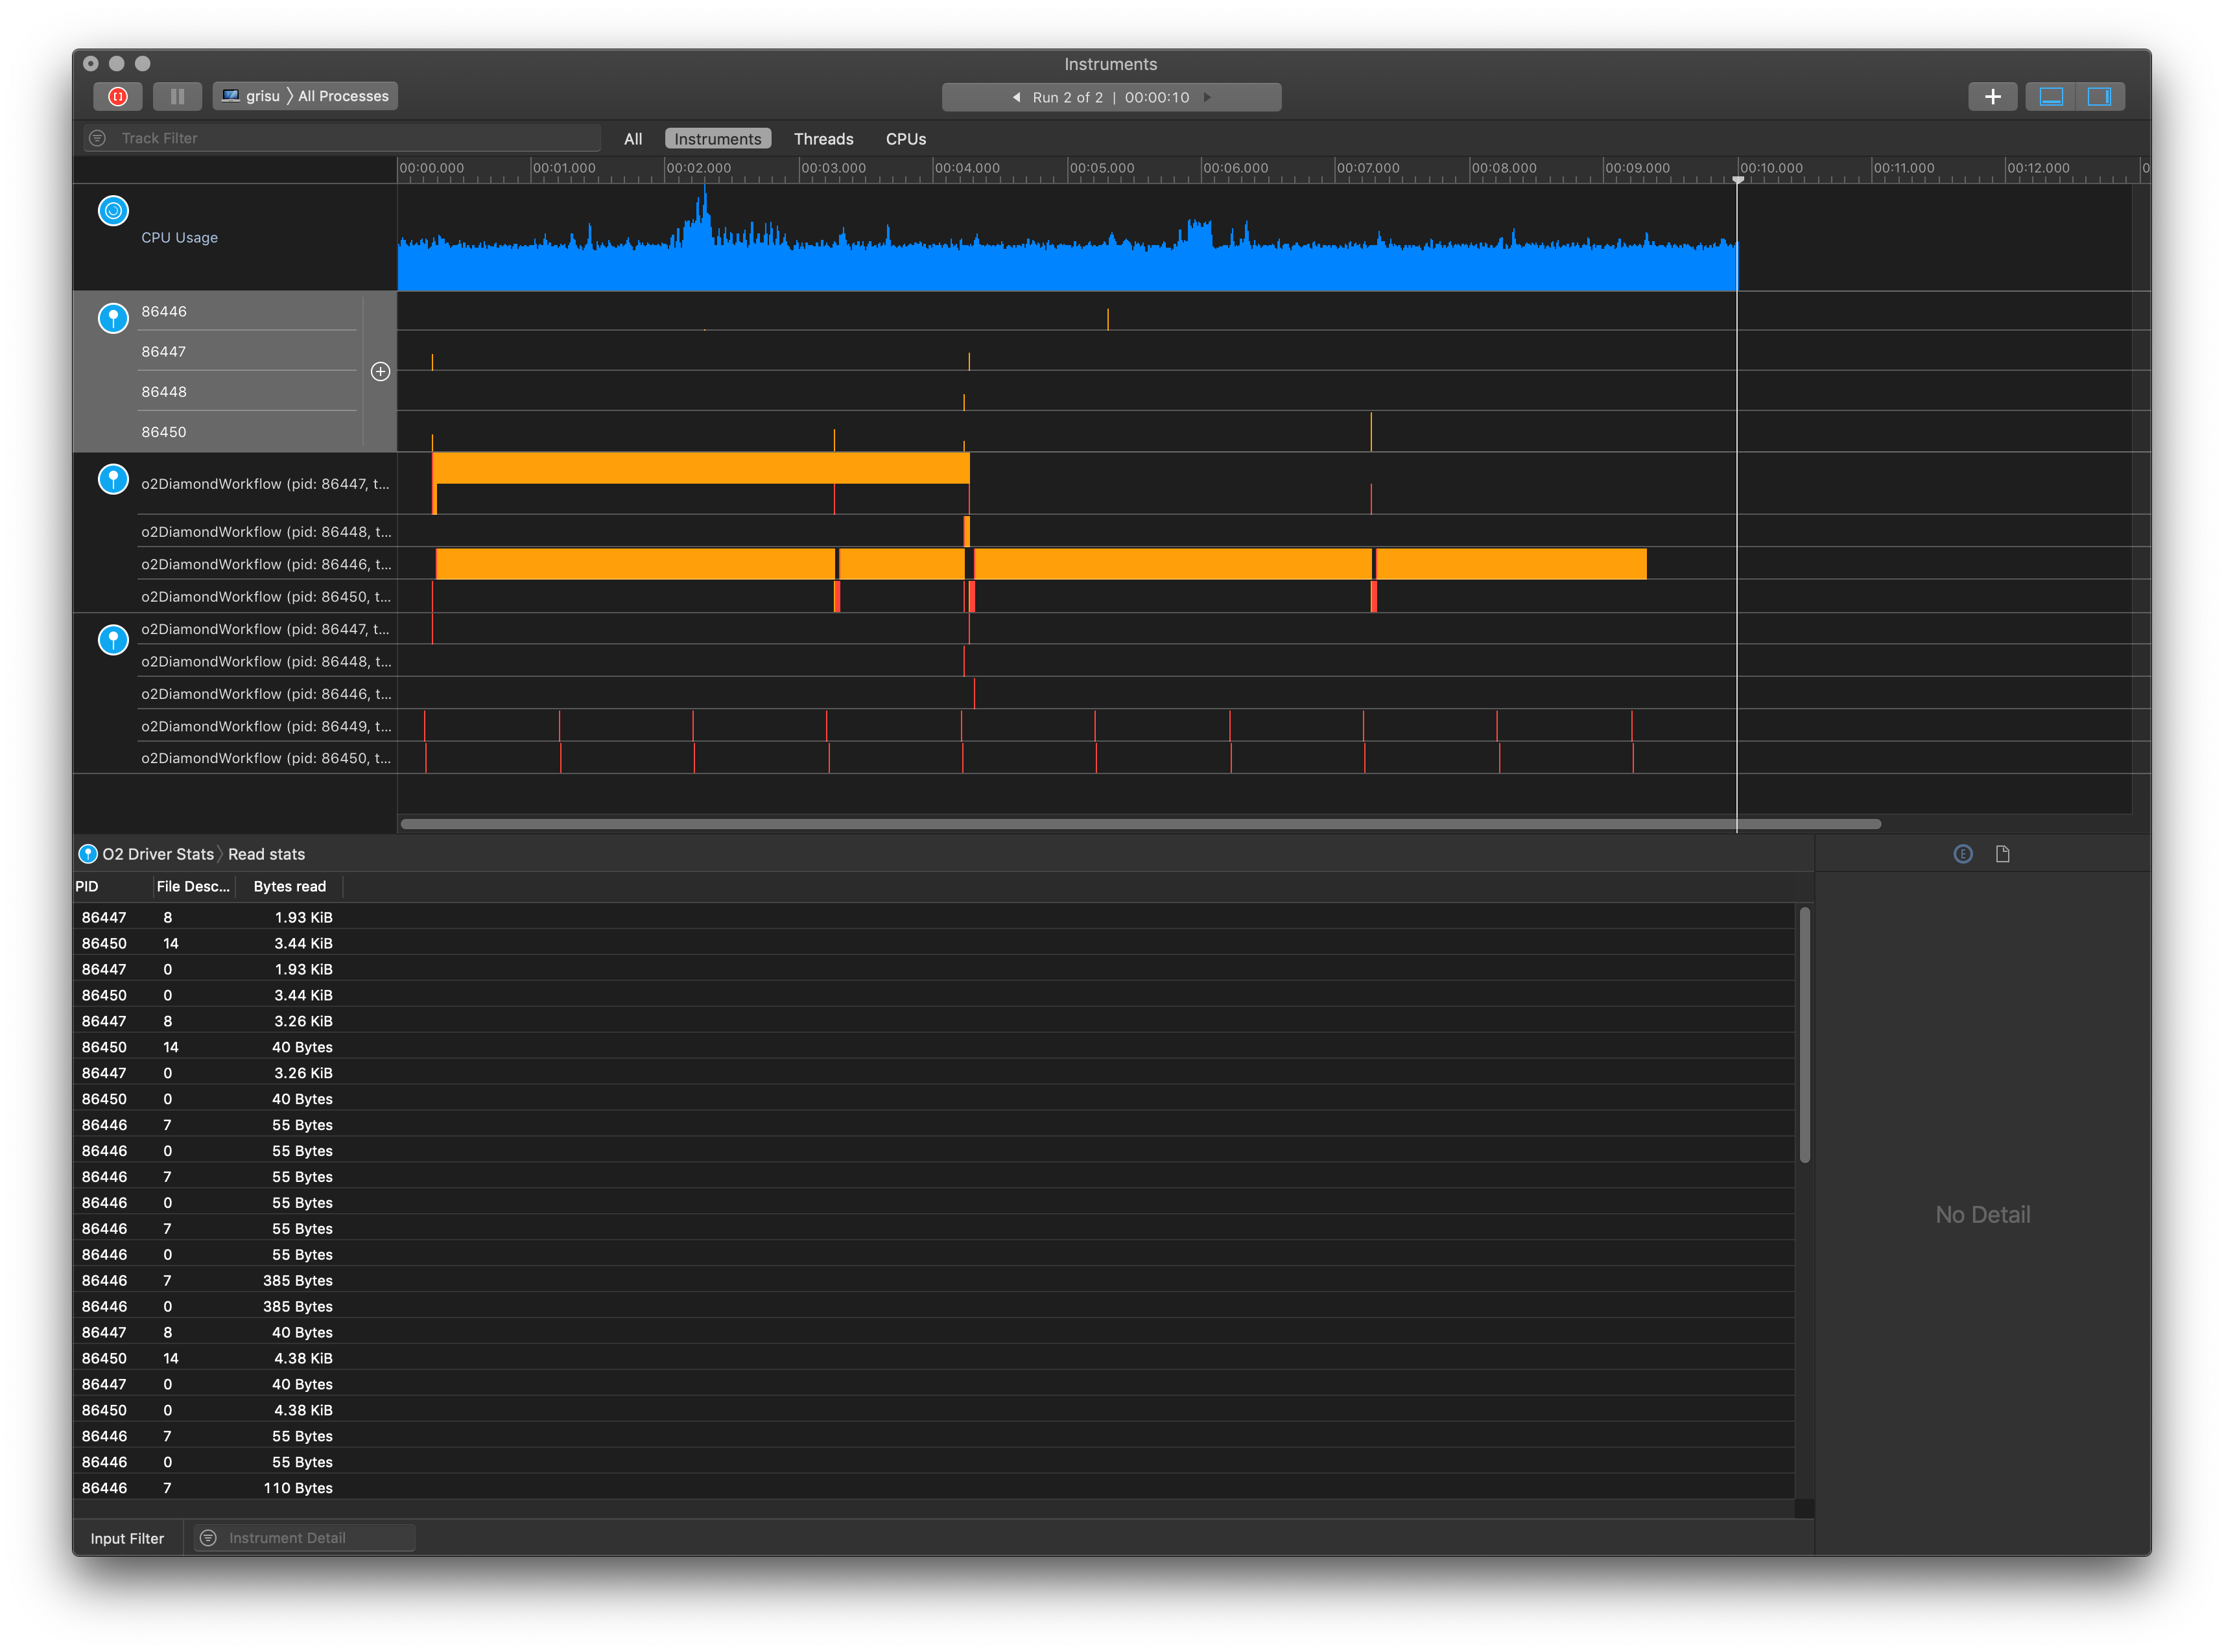 Instruments
grisu 〉All Processes
Run 2 of 2 | 00:00:10
Track Filter
All Instruments Threads CPUs
00:00.000 00:01.000 00:02.000 00:03.000 00:04.000 00:05.000 00:06.000 00:07.000 00:08.000 00:09.000 00:10.000 00:11.000 00:12.000 0
CPU Usage
86446
86447
86448
86450
o2DiamondWorkflow (pid: 86447, t...
o2DiamondWorkflow (pid: 86448, t...
o2DiamondWorkflow (pid: 86446, t...
o2DiamondWorkflow (pid: 86450, t...
o2DiamondWorkflow (pid: 86447, t...
o2DiamondWorkflow (pid: 86448, t...
o2DiamondWorkflow (pid: 86446, t...
o2DiamondWorkflow (pid: 86449, t...
o2DiamondWorkflow (pid: 86450, t...
O2 Driver Stats 〉Read stats
E
PID File Desc... Bytes read
86447 8 1.93 KiB
86450 14 3.44 KiB
86447 0 1.93 KiB
86450 0 3.44 KiB
86447 8 3.26 KiB
86450 14 40 Bytes
86447 0 3.26 KiB
86450 0 40 Bytes
86446 7 55 Bytes
86446 0 55 Bytes
86446 7 55 Bytes
86446 0 55 Bytes
86446 7 55 Bytes
86446 0 55 Bytes
86446 7 385 Bytes
86446 0 385 Bytes
86447 8 40 Bytes
86450 14 4.38 KiB
86447 0 40 Bytes
86450 0 4.38 KiB
86446 7 55 Bytes
86446 0 55 Bytes
86446 7 110 Bytes
No Detail
Input Filter Instrument Detail